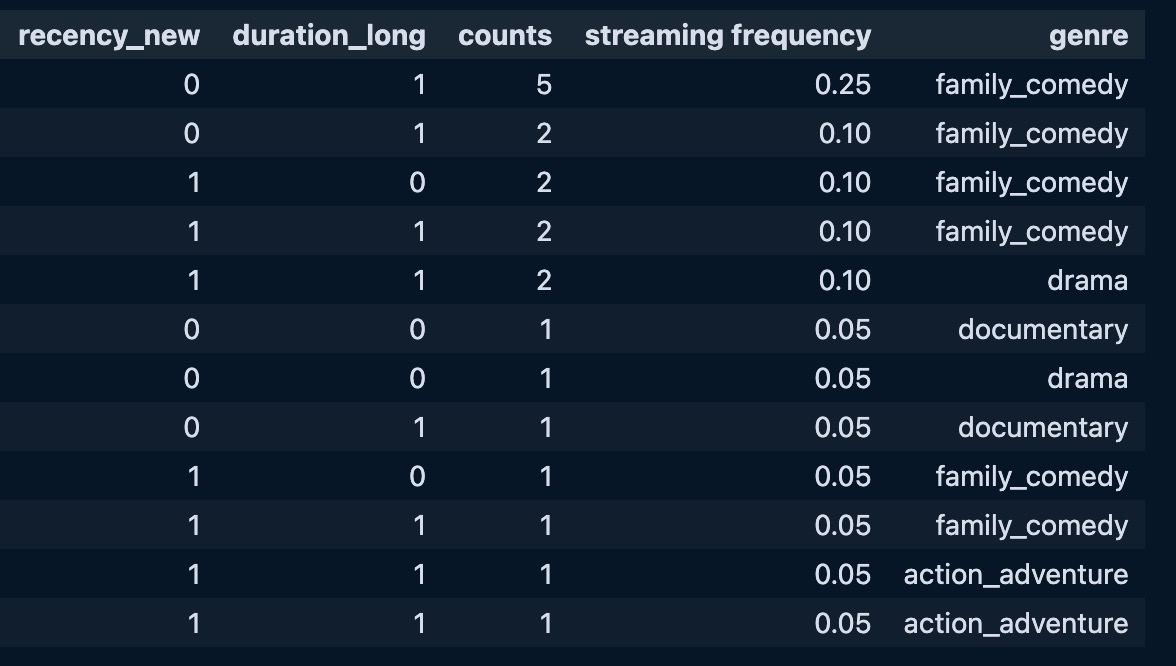 recency_new duration_long counts streaming frequency genre
0 1 5 0.25 family_comedy
0 1 2 0.10 family_comedy
1 0 2 0.10 family_comedy
1 1 2 0.10 family_comedy
1 1 2 0.10 drama
0 0 1 0.05 documentary
0 0 1 0.05 drama
0 1 1 0.05 documentary
1 0 1 0.05 family_comedy
1 1 1 0.05 family_comedy
1 1 1 0.05 action_adventure
1 1 1 0.05 action_adventure